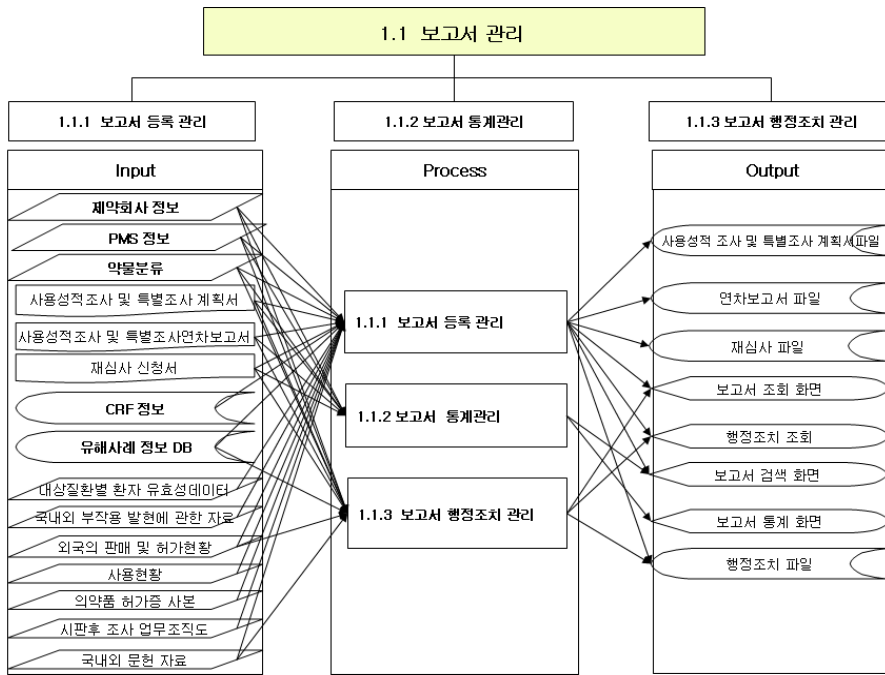 1.1 보고서 관리
1.1.1 보고서 등록 관리
1.1.2 보고서 통계관리
1.1.3 보고서 행정조치 관리
Input
제약회사 정보
PMS 정보
약물분류
사용성적조사 및 특별조사 계획서
사용성적조사 및 특별조사연차보고서
재심사 신청서
CRF 정보
유해사례 정보 DB
대상질환별 환자 유효성데이터
국내외 부작용 발현에 관한 자료
외국의 판매 및 허가현황
사용현황
의약품 허가증 사본
시판후 조사 업무조직도
국내외 문헌 자료
Process
1.1.1 보고서 등록 관리
1.1.2 보고서 통계관리
1.1.3 보고서 행정조치 관리
Output
사용성적 조사 및 특별조사 계획서파일
연차보고서 파일
재심사 파일
보고서 조회 화면
행정조치 조회
보고서 검색 화면
보고서 통계 화면
행정조치 파일